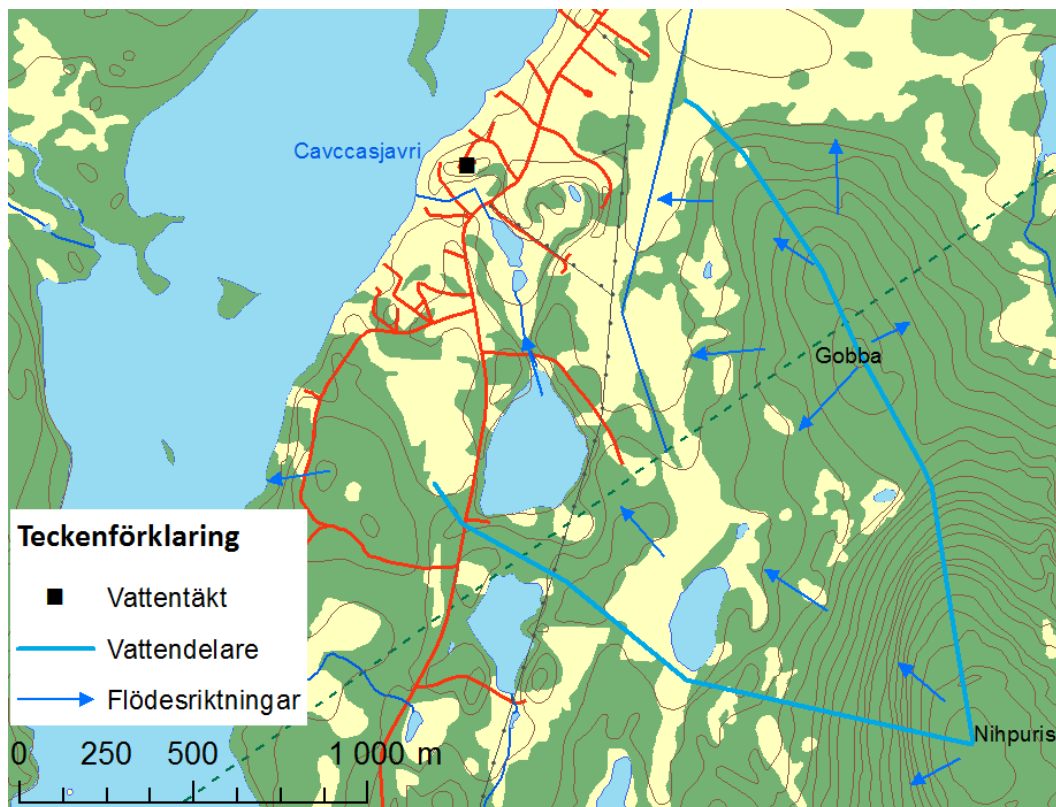 Cavccasjavri
Gobba
Teckenförklaring
Vattentäkt
Vattendelare
Flödesriktningar
Nihpuris
0 250 500 1 000 m